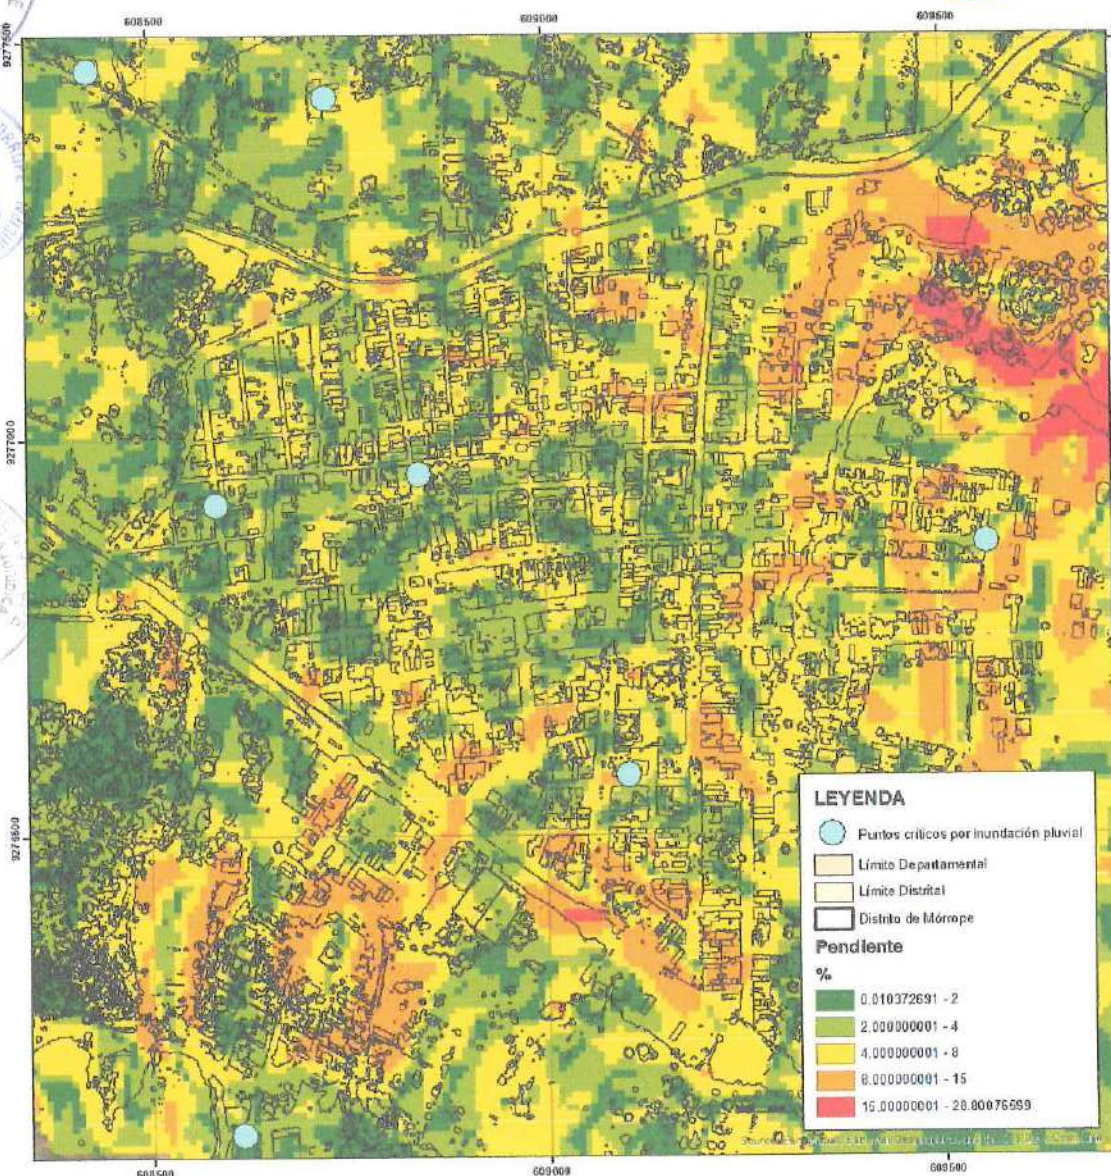 608500
609000
609500
9277500
9277000
9276500
W
S
LEYENDA
Puntos críticos por inundación pluvial
Límite Departamental
Límite Distrital
Distrito de Mórrope
Pendiente
%
0.010372691 - 2
2.000000001 - 4
4.000000001 - 8
8.000000001 - 15
15.00000001 - 28.80076599
608500
609000
609500